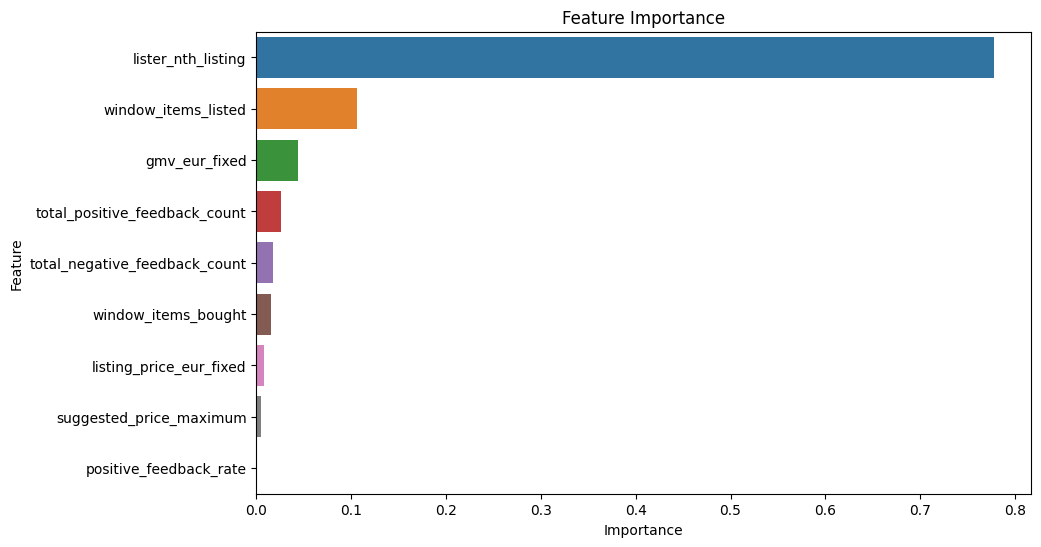 Feature Importance
Feature
lister_nth_listing
window_items_listed
gmv_eur_fixed
total_positive_feedback_count
total_negative_feedback_count
window_items_bought
listing_price_eur_fixed
suggested_price_maximum
positive_feedback_rate
0.0 0.1 0.2 0.3 0.4 0.5 0.6 0.7 0.8
Importance